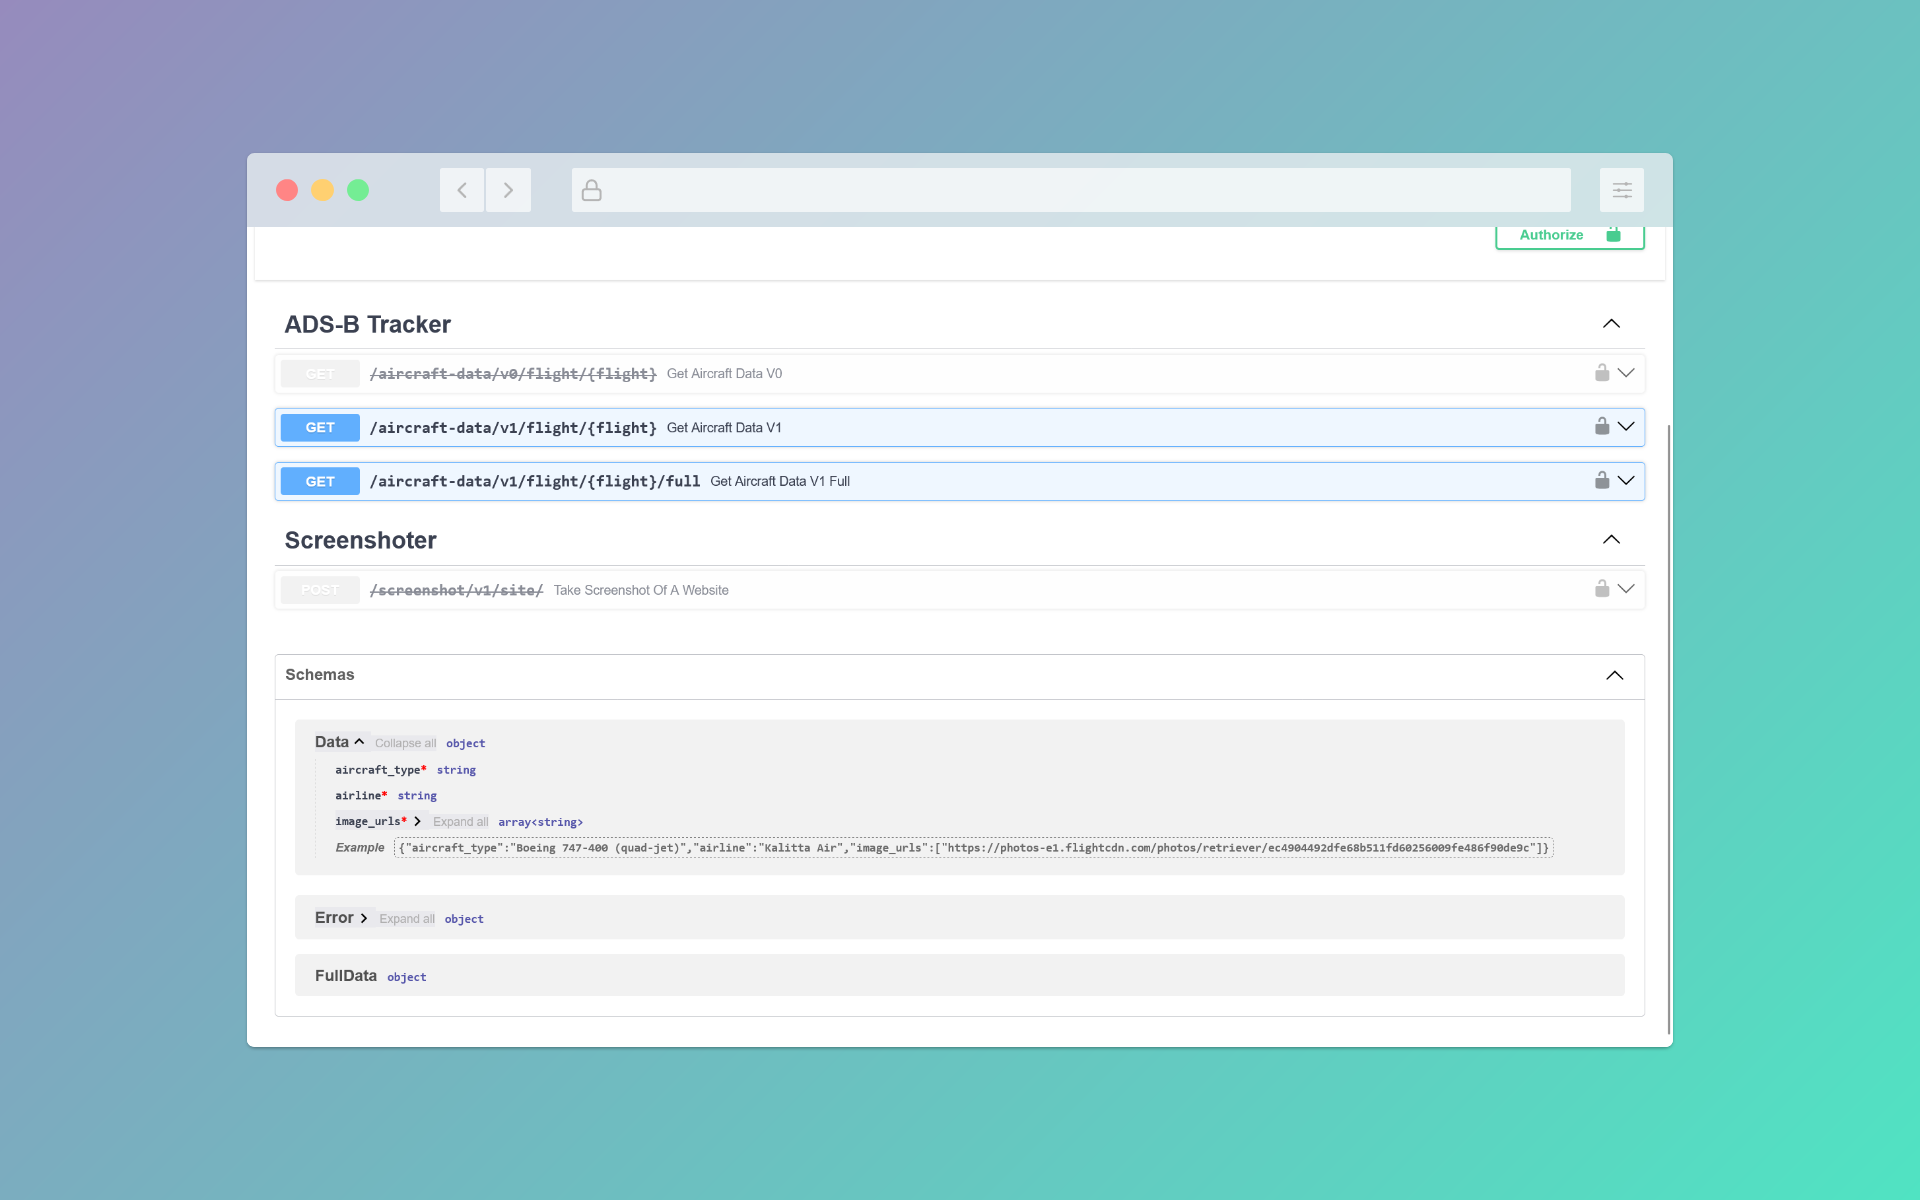 Authorize
ADS-B Tracker
GET /aircraft-data/v0/flight/{flight} Get Aircraft Data V0
GET /aircraft-data/v1/flight/{flight} Get Aircraft Data V1
GET /aircraft-data/v1/flight/{flight}/full Get Aircraft Data V1 Full
Screenshoter
POST /screenshot/v1/site/ Take Screenshot Of A Website
Schemas
Data Collapse all object
aircraft_type* string
airline* string
image_urls* Expand all array<string>
Example {"aircraft_type":"Boeing 747-400 (quad-jet)","airline":"Kalitta Air","image_urls":["https://photos-e1.flightcdn.com/photos/retriever/ec4904492dfe68b511fd60256009fe486f90de9c"]}
Error Expand all object
FullData object